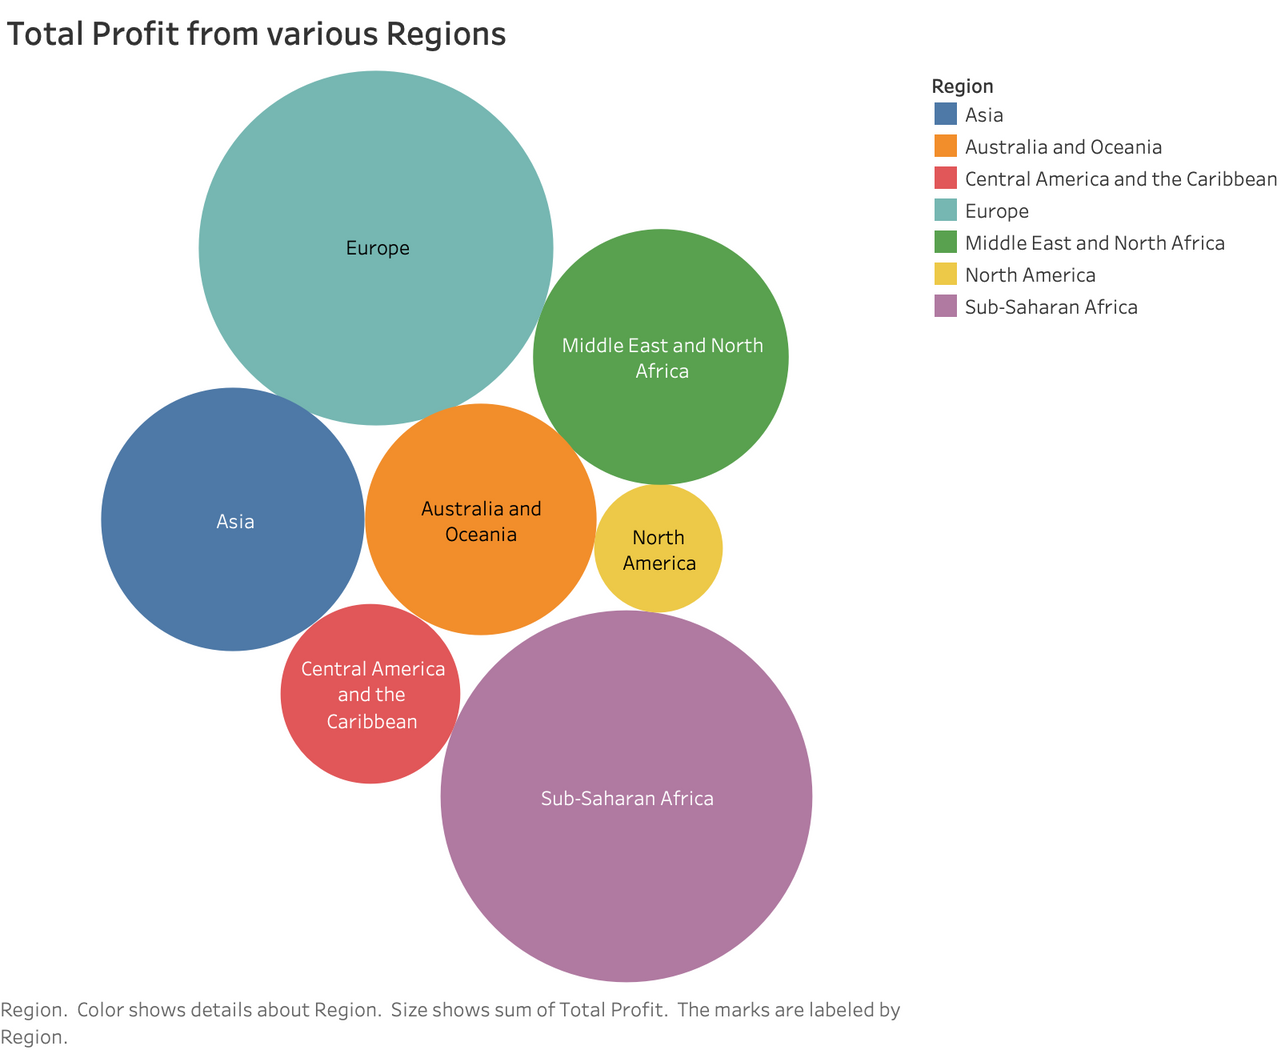 Total Profit from various Regions
Region
Asia
Australia and Oceania
Central America and the Caribbean
Europe
Middle East and North Africa
North America
Sub-Saharan Africa
Europe
Middle East and North
Africa
Asia
Australia and
Oceania
North
America
Central America
and the
Caribbean
Sub-Saharan Africa
Region.  Color shows details about Region.  Size shows sum of Total Profit.  The marks are labeled by
Region.